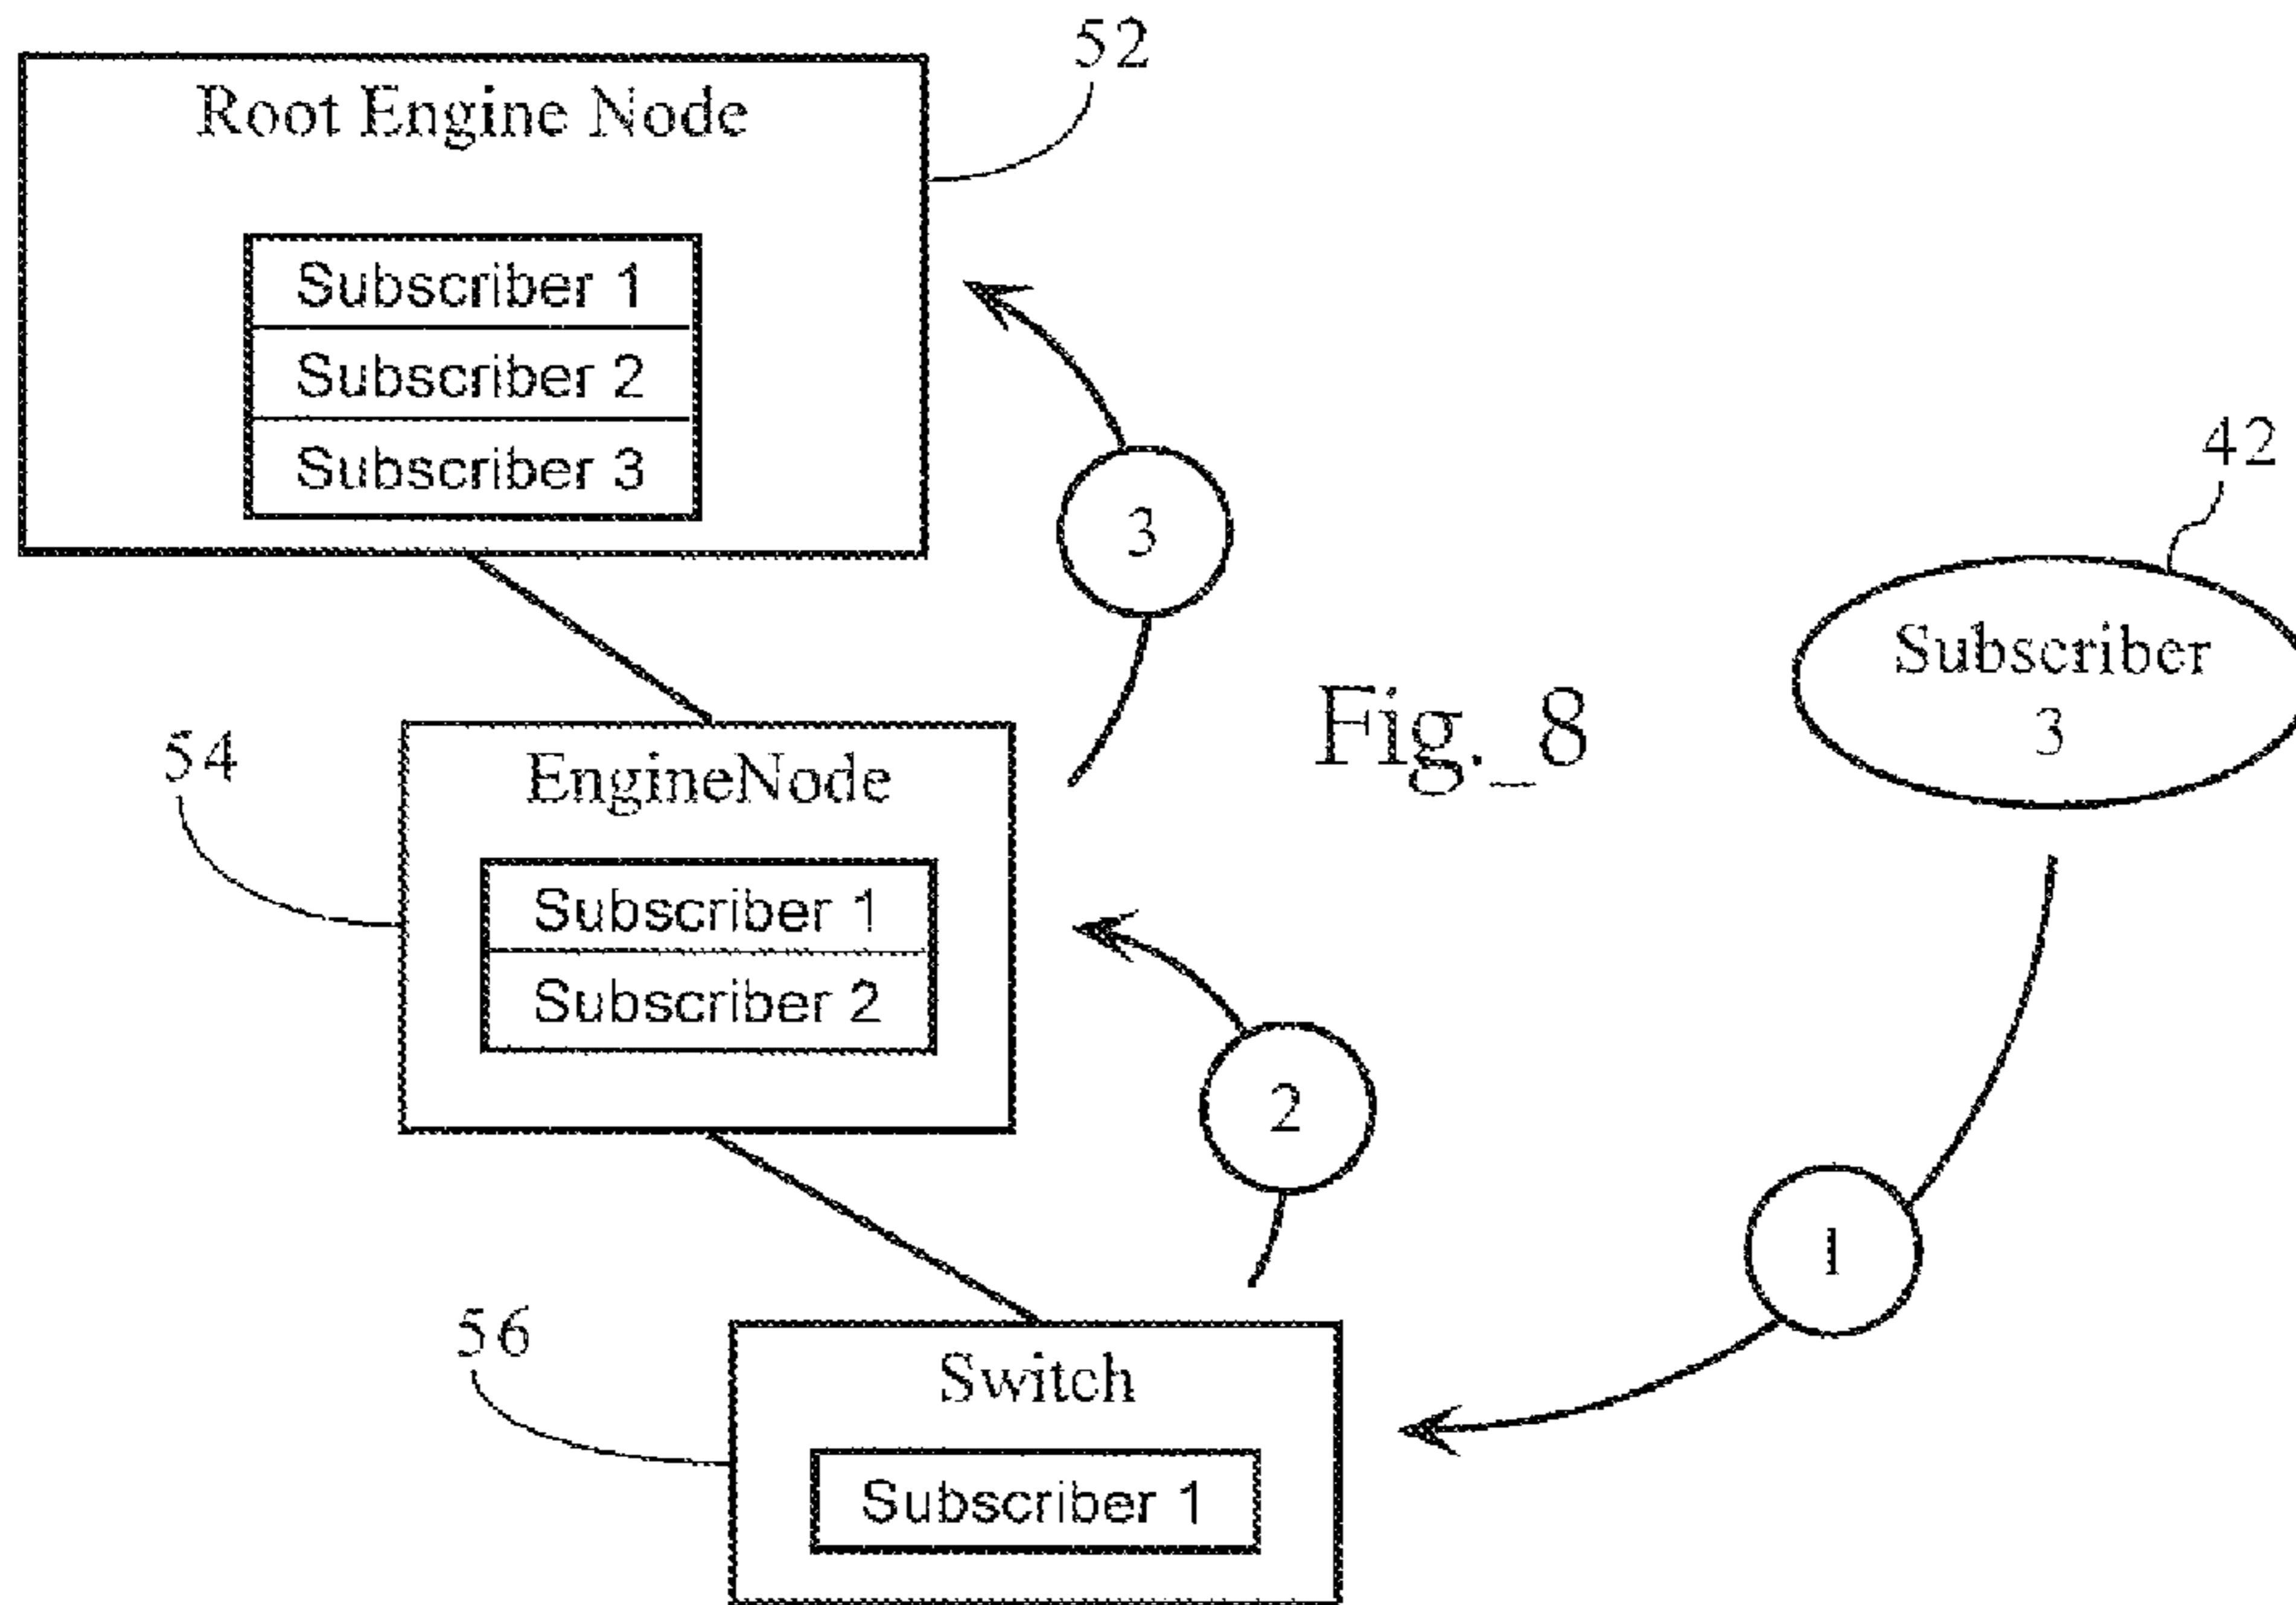 52
Root Engine Node
Subscriber 1
Subscriber 2
Subscriber 3
3
42
Subscriber
3
Fig._8
54
EngineNode
Subscriber 1
Subscriber 2
2
1
56
Switch
Subscriber 1